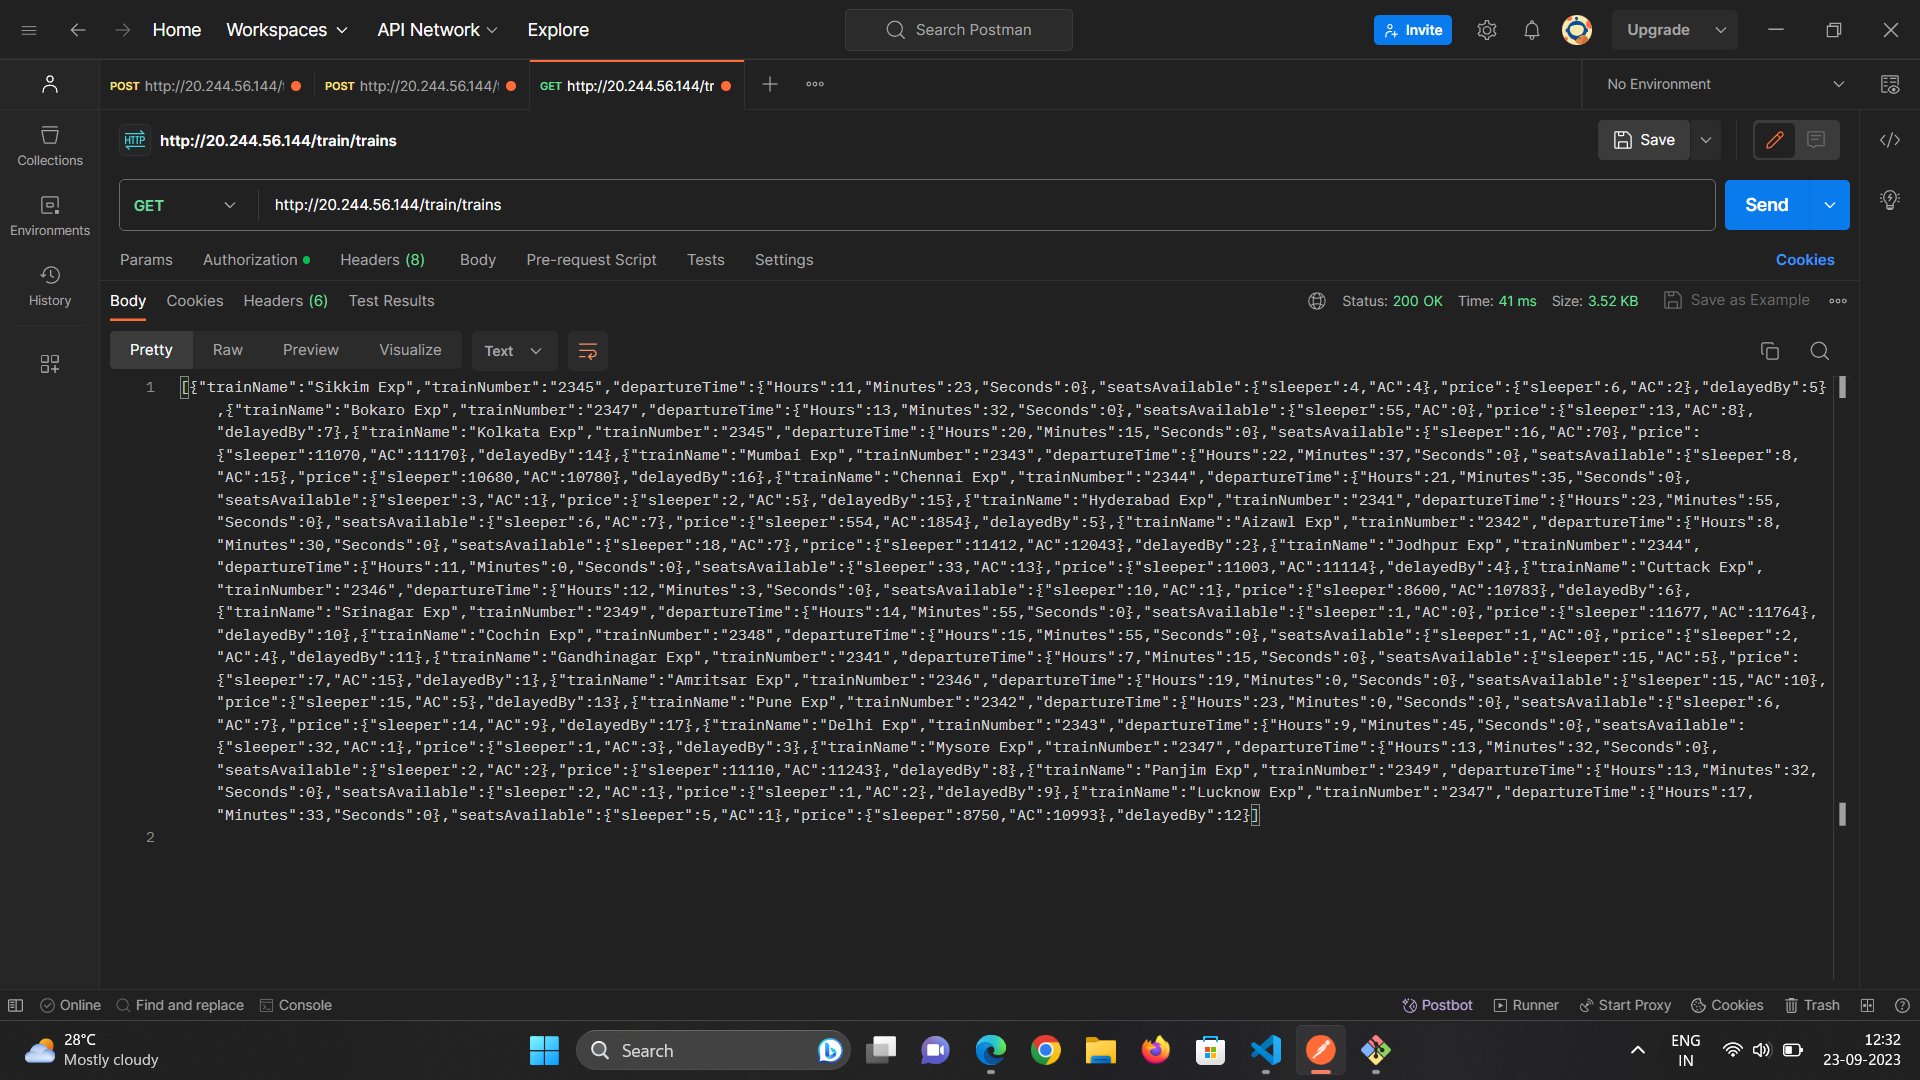 Home Workspaces API Network Explore Search Postman Invite Upgrade
POST http://20.244.56.144/ POST http://20.244.56.144/ GET http://20.244.56.144/tr No Environment
HTTP http://20.244.56.144/train/trains Save
Collections
GET http://20.244.56.144/train/trains Send
Environments
Params Authorization Headers (8) Body Pre-request Script Tests Settings Cookies
History
Body Cookies Headers (6) Test Results Status: 200 OK Time: 41 ms Size: 3.52 KB Save as Example
Pretty Raw Preview Visualize Text
1 [{"trainName":"Sikkim Exp","trainNumber":"2345","departureTime":{"Hours":11,"Minutes":23,"Seconds":0},"seatsAvailable":{"sleeper":4,"AC":4},"price":{"sleeper":6,"AC":2},"delayedBy":5}
,{"trainName":"Bokaro Exp","trainNumber":"2347","departureTime":{"Hours":13,"Minutes":32,"Seconds":0},"seatsAvailable":{"sleeper":55,"AC":0},"price":{"sleeper":13,"AC":8},
"delayedBy":7},{"trainName":"Kolkata Exp","trainNumber":"2345","departureTime":{"Hours":20,"Minutes":15,"Seconds":0},"seatsAvailable":{"sleeper":16,"AC":70},"price":
{"sleeper":11070,"AC":11170},"delayedBy":14},{"trainName":"Mumbai Exp","trainNumber":"2343","departureTime":{"Hours":22,"Minutes":37,"Seconds":0},"seatsAvailable":{"sleeper":8,
"AC":15},"price":{"sleeper":10680,"AC":10780},"delayedBy":16},{"trainName":"Chennai Exp","trainNumber":"2344","departureTime":{"Hours":21,"Minutes":35,"Seconds":0},
"seatsAvailable":{"sleeper":3,"AC":1},"price":{"sleeper":2,"AC":5},"delayedBy":15},{"trainName":"Hyderabad Exp","trainNumber":"2341","departureTime":{"Hours":23,"Minutes":55,
"Seconds":0},"seatsAvailable":{"sleeper":6,"AC":7},"price":{"sleeper":554,"AC":1854},"delayedBy":5},{"trainName":"Aizawl Exp","trainNumber":"2342","departureTime":{"Hours":8,
"Minutes":30,"Seconds":0},"seatsAvailable":{"sleeper":18,"AC":7},"price":{"sleeper":11412,"AC":12043},"delayedBy":2},{"trainName":"Jodhpur Exp","trainNumber":"2344",
"departureTime":{"Hours":11,"Minutes":0,"Seconds":0},"seatsAvailable":{"sleeper":33,"AC":13},"price":{"sleeper":11003,"AC":11114},"delayedBy":4},{"trainName":"Cuttack Exp",
"trainNumber":"2346","departureTime":{"Hours":12,"Minutes":3,"Seconds":0},"seatsAvailable":{"sleeper":10,"AC":1},"price":{"sleeper":8600,"AC":10783},"delayedBy":6},
{"trainName":"Srinagar Exp","trainNumber":"2349","departureTime":{"Hours":14,"Minutes":55,"Seconds":0},"seatsAvailable":{"sleeper":1,"AC":0},"price":{"sleeper":11677,"AC":11764},
"delayedBy":10},{"trainName":"Cochin Exp","trainNumber":"2348","departureTime":{"Hours":15,"Minutes":55,"Seconds":0},"seatsAvailable":{"sleeper":1,"AC":0},"price":{"sleeper":2,
"AC":4},"delayedBy":11},{"trainName":"Gandhinagar Exp","trainNumber":"2341","departureTime":{"Hours":7,"Minutes":15,"Seconds":0},"seatsAvailable":{"sleeper":15,"AC":5},"price":
{"sleeper":7,"AC":15},"delayedBy":1},{"trainName":"Amritsar Exp","trainNumber":"2346","departureTime":{"Hours":19,"Minutes":0,"Seconds":0},"seatsAvailable":{"sleeper":15,"AC":10},
"price":{"sleeper":15,"AC":5},"delayedBy":13},{"trainName":"Pune Exp","trainNumber":"2342","departureTime":{"Hours":23,"Minutes":0,"Seconds":0},"seatsAvailable":{"sleeper":6,
"AC":7},"price":{"sleeper":14,"AC":9},"delayedBy":17},{"trainName":"Delhi Exp","trainNumber":"2343","departureTime":{"Hours":9,"Minutes":45,"Seconds":0},"seatsAvailable":
{"sleeper":32,"AC":1},"price":{"sleeper":1,"AC":3},"delayedBy":3},{"trainName":"Mysore Exp","trainNumber":"2347","departureTime":{"Hours":13,"Minutes":32,"Seconds":0},
"seatsAvailable":{"sleeper":2,"AC":2},"price":{"sleeper":11110,"AC":11243},"delayedBy":8},{"trainName":"Panjim Exp","trainNumber":"2349","departureTime":{"Hours":13,"Minutes":32,
"Seconds":0},"seatsAvailable":{"sleeper":2,"AC":1},"price":{"sleeper":1,"AC":2},"delayedBy":9},{"trainName":"Lucknow Exp","trainNumber":"2347","departureTime":{"Hours":17,
"Minutes":33,"Seconds":0},"seatsAvailable":{"sleeper":5,"AC":1},"price":{"sleeper":8750,"AC":10993},"delayedBy":12}]
2
Online Find and replace Console Postbot Runner Start Proxy Cookies Trash
28°C
Mostly cloudy
Search
ENG
IN
12:32
23-09-2023